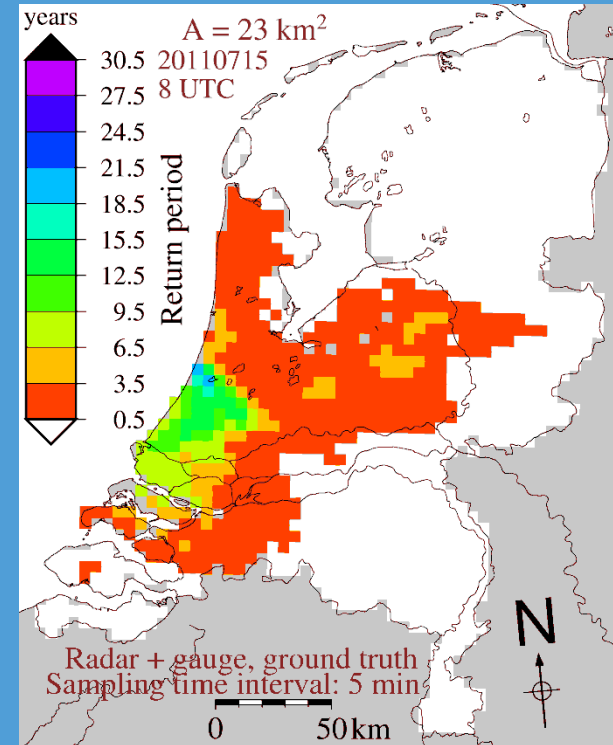 years
A = 23 km²
20110715
8 UTC
30.5
27.5
24.5
21.5
18.5
15.5
12.5
9.5
6.5
3.5
0.5
Return period
N
Radar + gauge, ground truth
Sampling time interval: 5 min
0 50 km